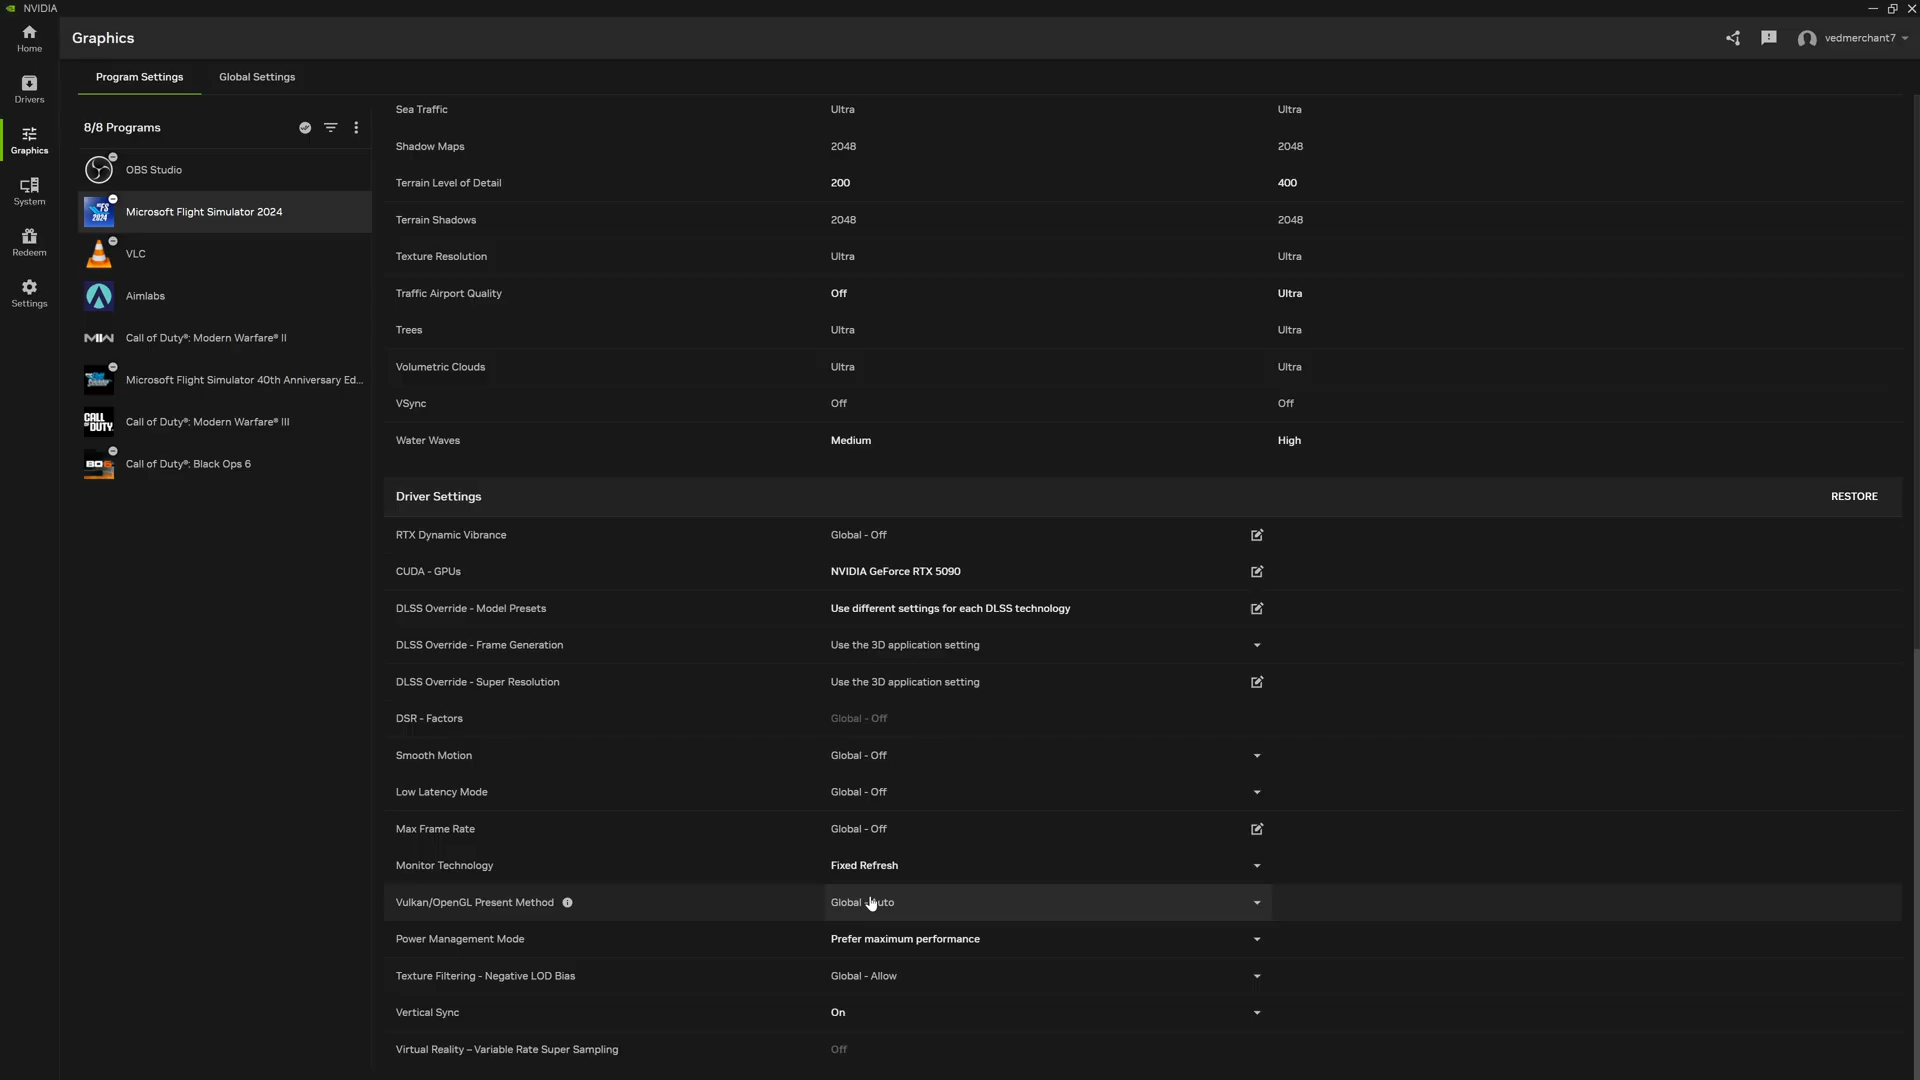 NVIDIA
Home
Graphics
vedmerchant7
Program Settings
Global Settings
Drivers
8/8 Programs
Graphics
OBS Studio
System
Microsoft Flight Simulator 2024
Redeem
VLC
Settings
Aimlabs
Call of Duty®: Modern Warfare® II
Microsoft Flight Simulator 40th Anniversary Ed...
Call of Duty®: Modern Warfare® III
Call of Duty®: Black Ops 6
Sea Traffic Ultra Ultra
Shadow Maps 2048 2048
Terrain Level of Detail 200 400
Terrain Shadows 2048 2048
Texture Resolution Ultra Ultra
Traffic Airport Quality Off Ultra
Trees Ultra Ultra
Volumetric Clouds Ultra Ultra
VSync Off Off
Water Waves Medium High
Driver Settings RESTORE
RTX Dynamic Vibrance Global - Off
CUDA - GPUs NVIDIA GeForce RTX 5090
DLSS Override - Model Presets Use different settings for each DLSS technology
DLSS Override - Frame Generation Use the 3D application setting
DLSS Override - Super Resolution Use the 3D application setting
DSR - Factors Global - Off
Smooth Motion Global - Off
Low Latency Mode Global - Off
Max Frame Rate Global - Off
Monitor Technology Fixed Refresh
Vulkan/OpenGL Present Method Global - Auto
Power Management Mode Prefer maximum performance
Texture Filtering - Negative LOD Bias Global - Allow
Vertical Sync On
Virtual Reality – Variable Rate Super Sampling Off